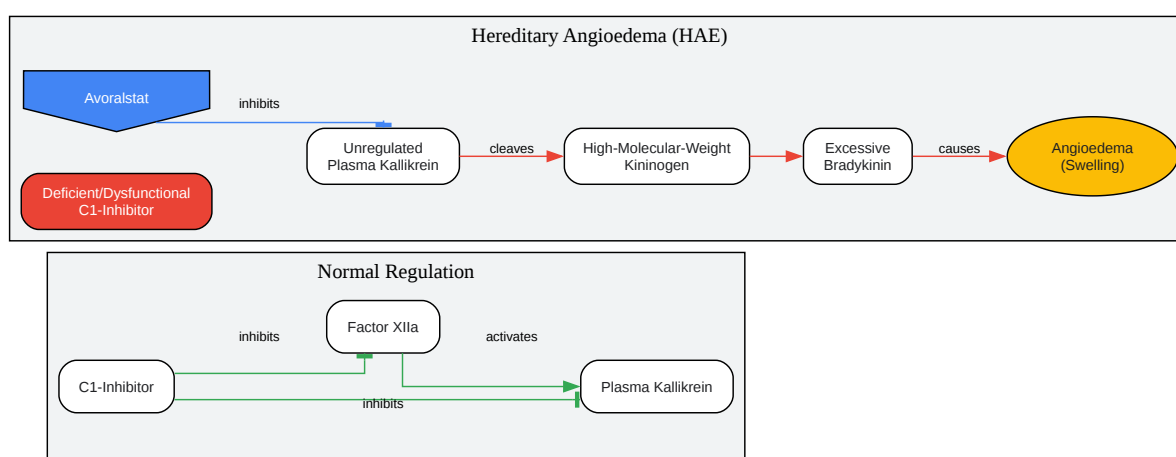 Hereditary Angioedema (HAE)
Avoralstat
inhibits
Unregulated
Plasma Kallikrein
cleaves
High-Molecular-Weight
Kininogen
Excessive
Bradykinin
causes
Angioedema
(Swelling)
Deficient/Dysfunctional
C1-Inhibitor
Normal Regulation
Factor XIIa
inhibits
activates
C1-Inhibitor
Plasma Kallikrein
inhibits